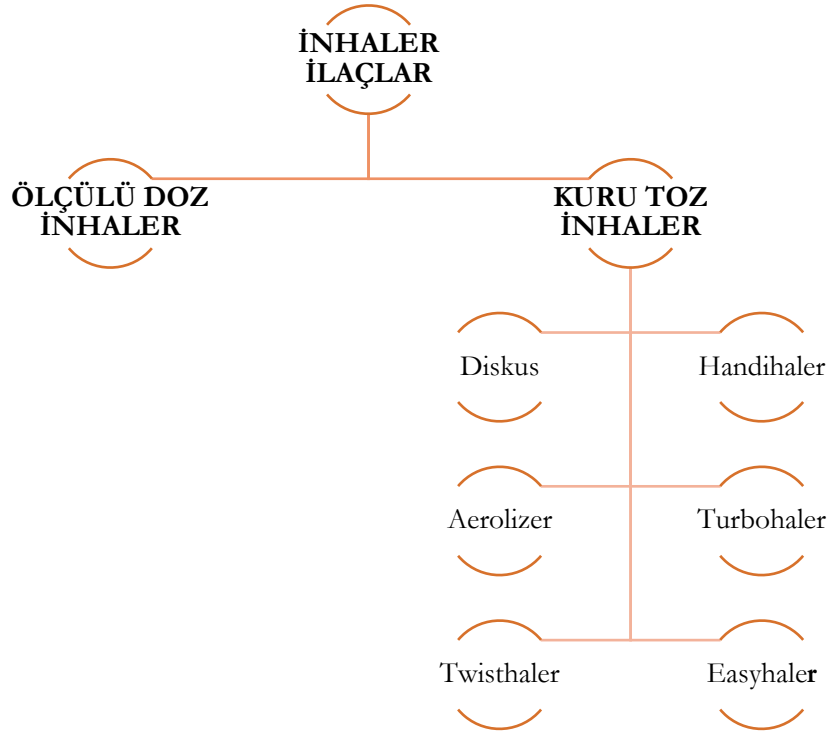 İNHALER
İLAÇLAR
ÖLÇÜLÜ DOZ
İNHALER
KURU TOZ
İNHALER
Diskus
Handihaler
Aerolizer
Turbohaler
Twisthaler
Easyhaler